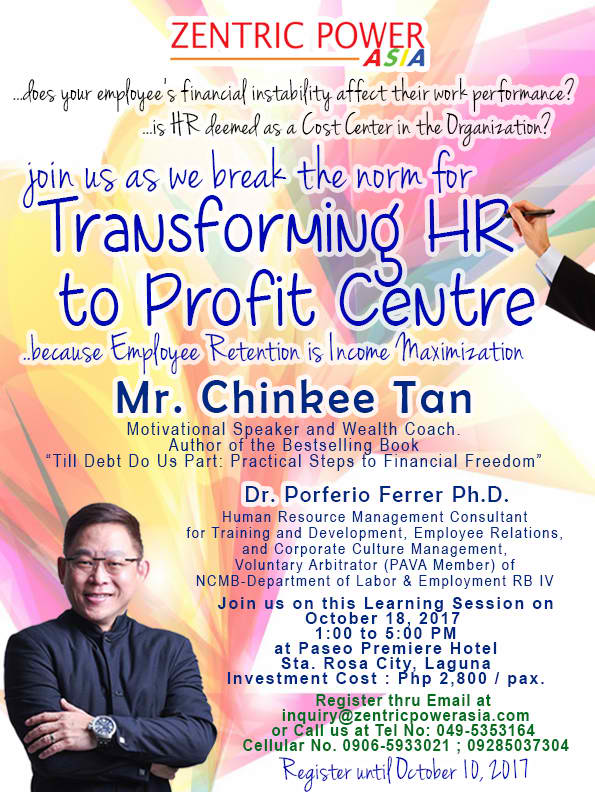 ZENTRIC POWER
ASIA
...does your employee's financial instability affect their work performance?
...is HR deemed as a Cost Center in the Organization?
join us as we break the norm for
Transforming HR
to Profit Centre
..because Employee Retention is Income Maximization
Mr. Chinkee Tan
Motivational Speaker and Wealth Coach.
Author of the Bestselling Book
“Till Debt Do Us Part: Practical Steps to Financial Freedom”
Dr. Porferio Ferrer Ph.D.
Human Resource Management Consultant
for Training and Development, Employee Relations,
and Corporate Culture Management,
Voluntary Arbitrator (PAVA Member) of
NCMB-Department of Labor & Employment RB IV
Join us on this Learning Session on
October 18, 2017
1:00 to 5:00 PM
at Paseo Premiere Hotel
Sta. Rosa City, Laguna
Investment Cost : Php 2,800 / pax.
Register thru Email at
inquiry@zentricpowerasia.com
or Call us at Tel No: 049-5353164
Cellular No. 0906-5933021 ; 09285037304
Register until October 10, 2017